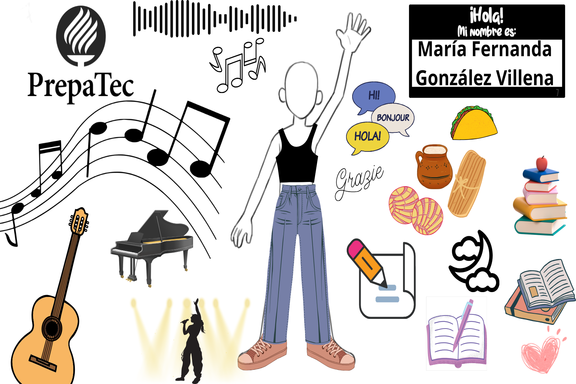 PrepaTec
¡Hola!
Mi nombre es:
María Fernanda
González Villena
HI!
BONJOUR
HOLA!
Grazie